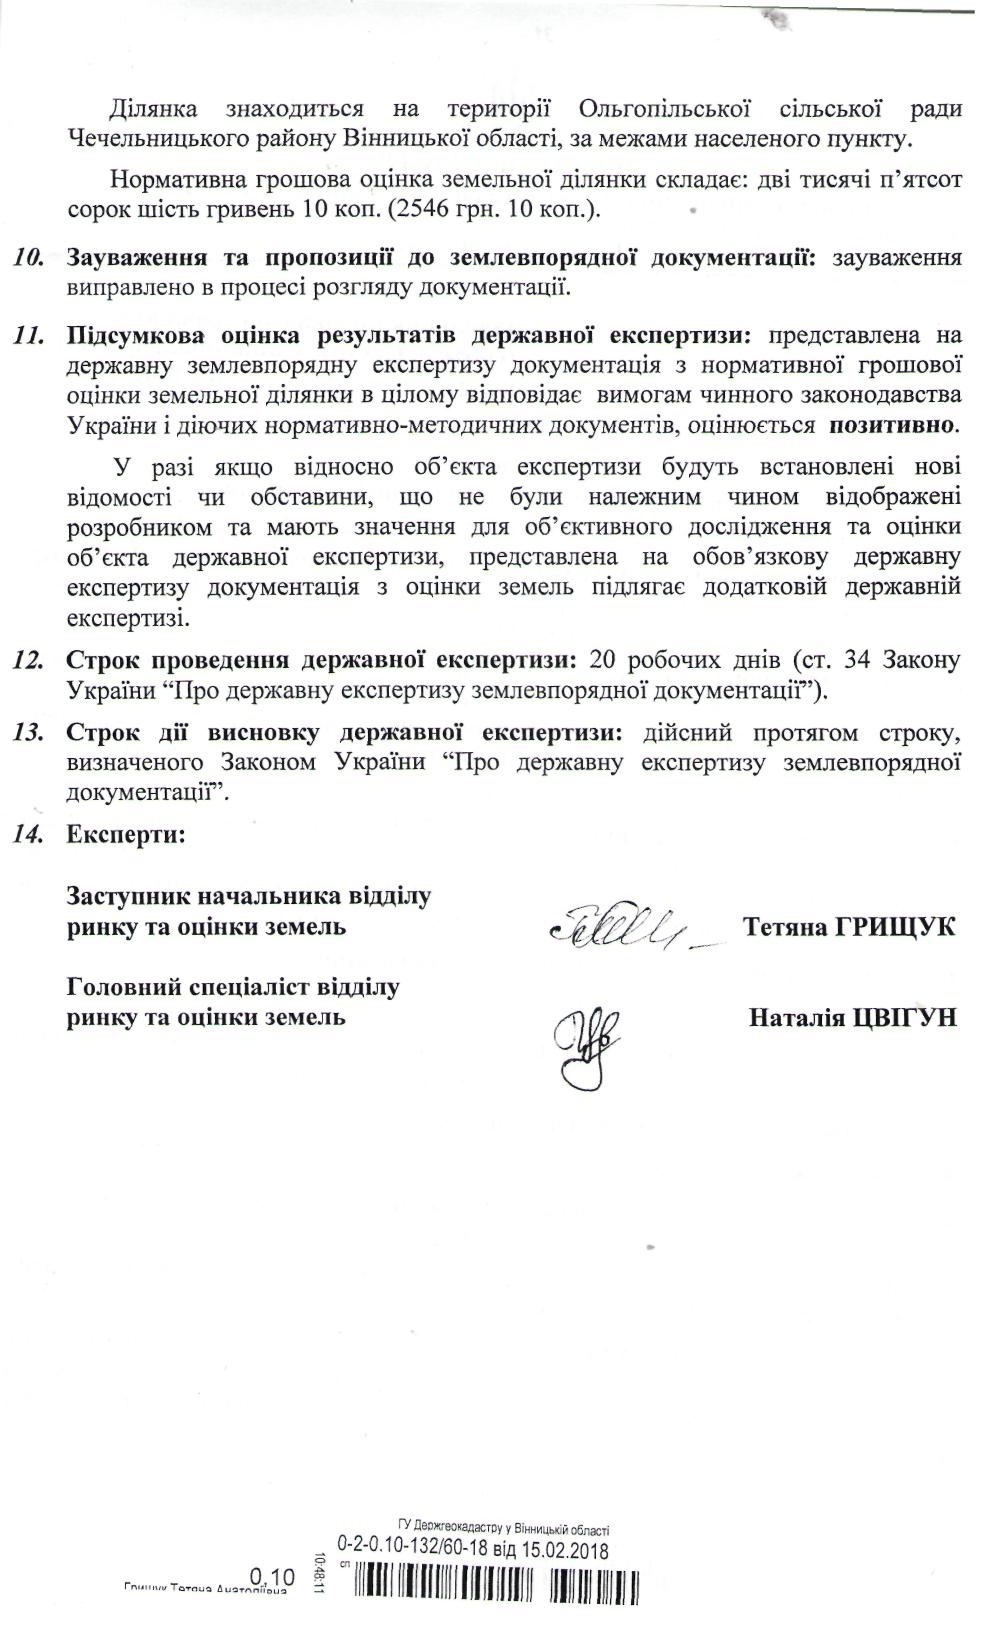 Ділянка знаходиться на території Ольгопільської сільської ради
Чечельницького району Вінницької області, за межами населеного пункту.
Нормативна грошова оцінка земельної ділянки складає: дві тисячі п’ятсот
сорок шість гривень 10 коп. (2546 грн. 10 коп.).
10. Зауваження та пропозиції до землевпорядної документації: зауваження
виправлено в процесі розгляду документації.
11. Підсумкова оцінка результатів державної експертизи: представлена на
державну землевпорядну експертизу документація з нормативної грошової
оцінки земельної ділянки в цілому відповідає вимогам чинного законодавства
України і діючих нормативно-методичних документів, оцінюється позитивно.
У разі якщо відносно об’єкта експертизи будуть встановлені нові
відомості чи обставини, що не були належним чином відображені
розробником та мають значення для об’єктивного дослідження та оцінки
об’єкта державної експертизи, представлена на обов’язкову державну
експертизу документація з оцінки земель підлягає додатковій державній
експертизі.
12. Строк проведення державної експертизи: 20 робочих днів (ст. 34 Закону
України “Про державну експертизу землевпорядної документації”).
13. Строк дії висновку державної експертизи: дійсний протягом строку,
визначеного Законом України “Про державну експертизу землевпорядної
документації”.
14. Експерти:
Заступник начальника відділу
ринку та оцінки земель Тетяна ГРИЩУК
Головний спеціаліст відділу
ринку та оцінки земель Наталія ЦВІГУН
ГУ Держгеокадастру у Вінницькій області
0-2-0.10-132/60-18 від 15.02.2018
сп
10:48:11
0,10
Грищук Тетяна Анатоліївна